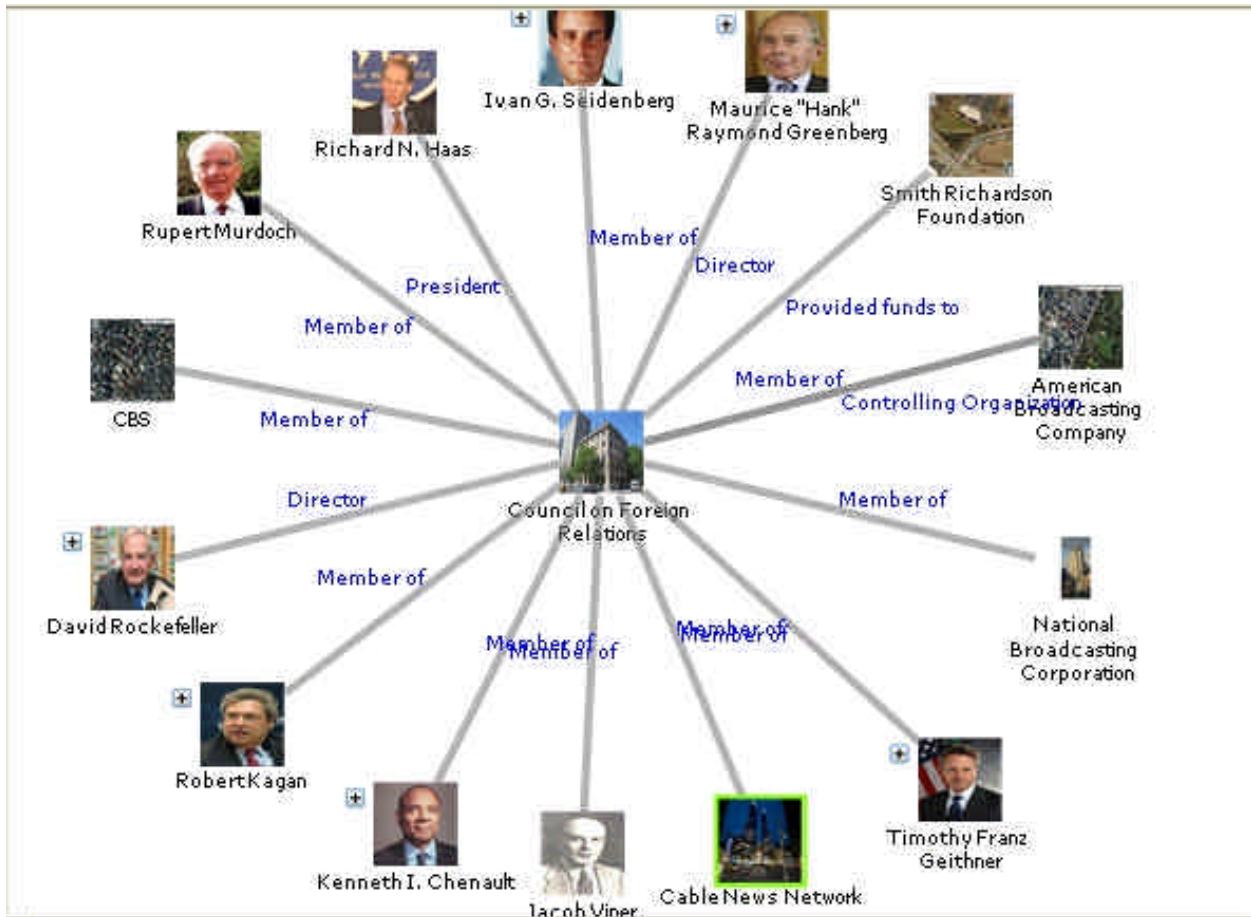 Ivan G. Seidenberg
Maurice "Hank"
Raymond Greenberg
Richard N. Haas
Smith Richardson
Foundation
Rupert Murdoch
Member of
Director
President
Provided funds to
Member of
Member of
American
Broadcasting
Company
Controlling Organization
CBS
Member of
Director
Council on Foreign
Relations
Member of
Member of
National
Broadcasting
Corporation
David Rockefeller
Member of
Member of
Member of
Member of
Robert Kagan
Timothy Franz
Geithner
Kenneth I. Chenault
Cable News Network
Jacob Viner